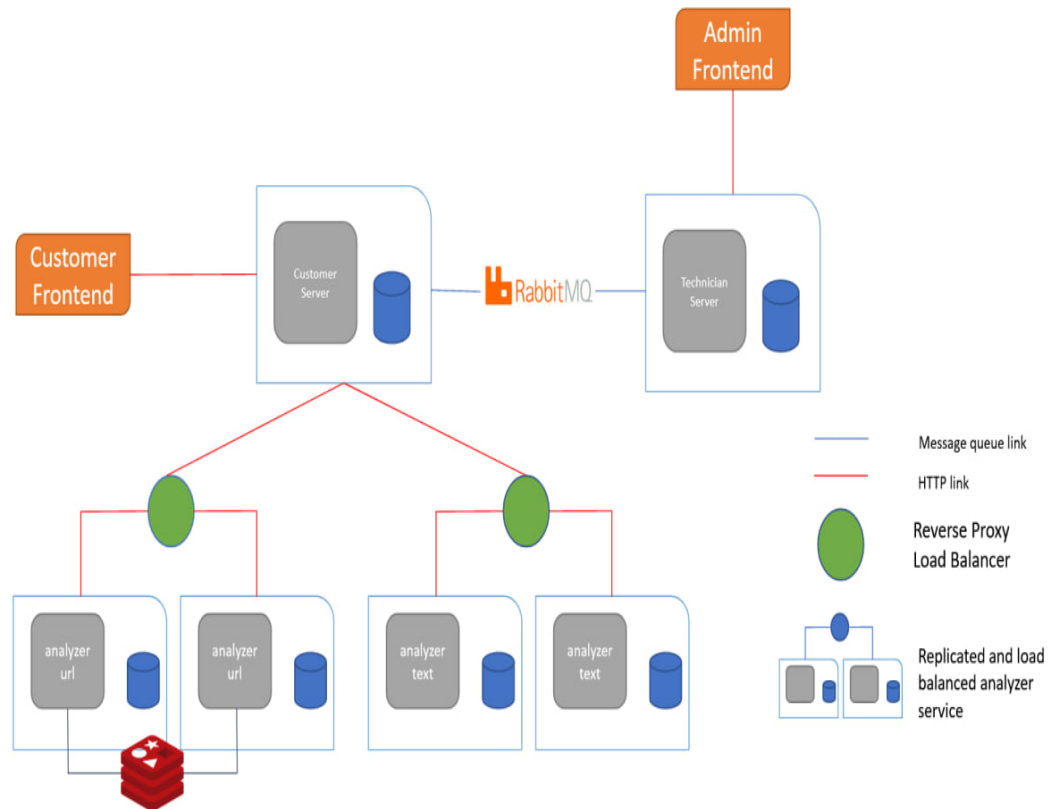 Admin
Frontend
Customer
Frontend
Customer
Server
RabbitMQ
Technician
Server
Message queue link
HTTP link
Reverse Proxy
Load Balancer
analyzer
url
analyzer
url
analyzer
text
analyzer
text
Replicated and load
balanced analyzer
service